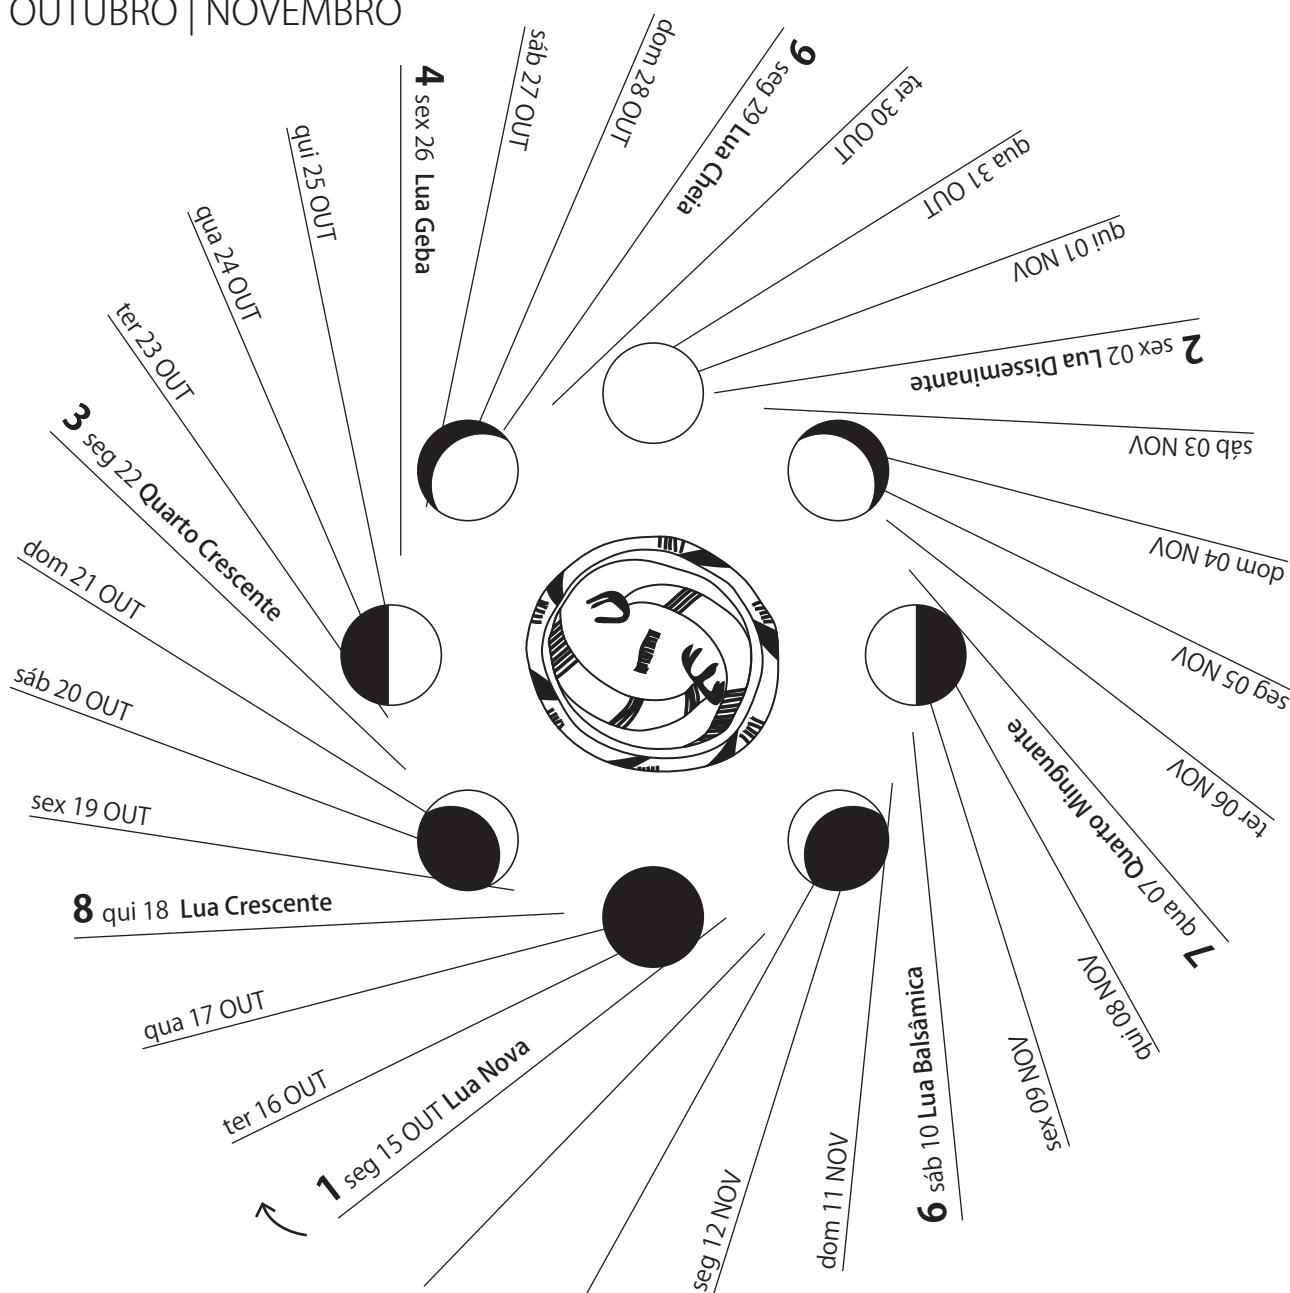 OUTUBRO | NOVEMBRO
1 seg 15 OUT Lua Nova
ter 16 OUT
qua 17 OUT
8 qui 18 Lua Crescente
sex 19 OUT
sáb 20 OUT
dom 21 OUT
3 seg 22 Quarto Crescente
ter 23 OUT
qua 24 OUT
qui 25 OUT
4 sex 26 Lua Geba
sáb 27 OUT
dom 28 OUT
9 seg 29 Lua Cheia
ter 30 OUT
qua 31 OUT
qui 01 NOV
2 sex 02 Lua Disseminante
sáb 03 NOV
dom 04 NOV
seg 05 NOV
ter 06 NOV
7 qua 07 Quarto Minguante
qui 08 NOV
sex 09 NOV
6 sáb 10 Lua Balsâmica
dom 11 NOV
seg 12 NOV